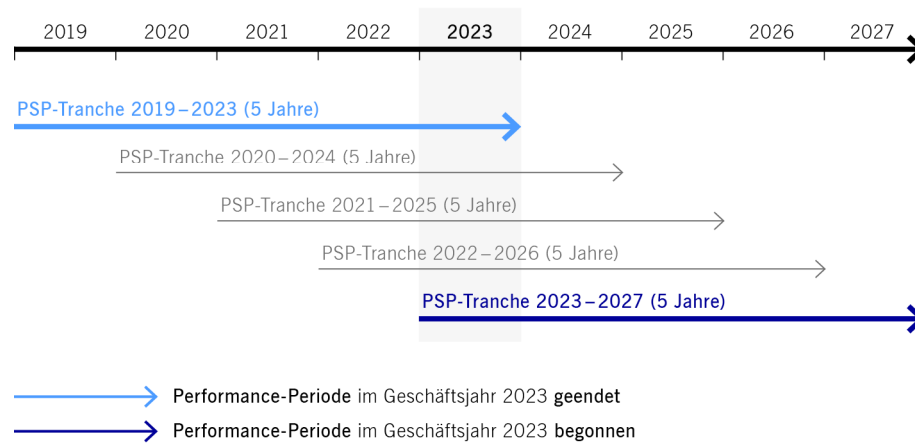 2019 2020 2021 2022 2023 2024 2025 2026 2027
PSP-Tranche 2019–2023 (5 Jahre)
PSP-Tranche 2020–2024 (5 Jahre)
PSP-Tranche 2021–2025 (5 Jahre)
PSP-Tranche 2022–2026 (5 Jahre)
PSP-Tranche 2023–2027 (5 Jahre)
Performance-Periode im Geschäftsjahr 2023 geendet
Performance-Periode im Geschäftsjahr 2023 begonnen